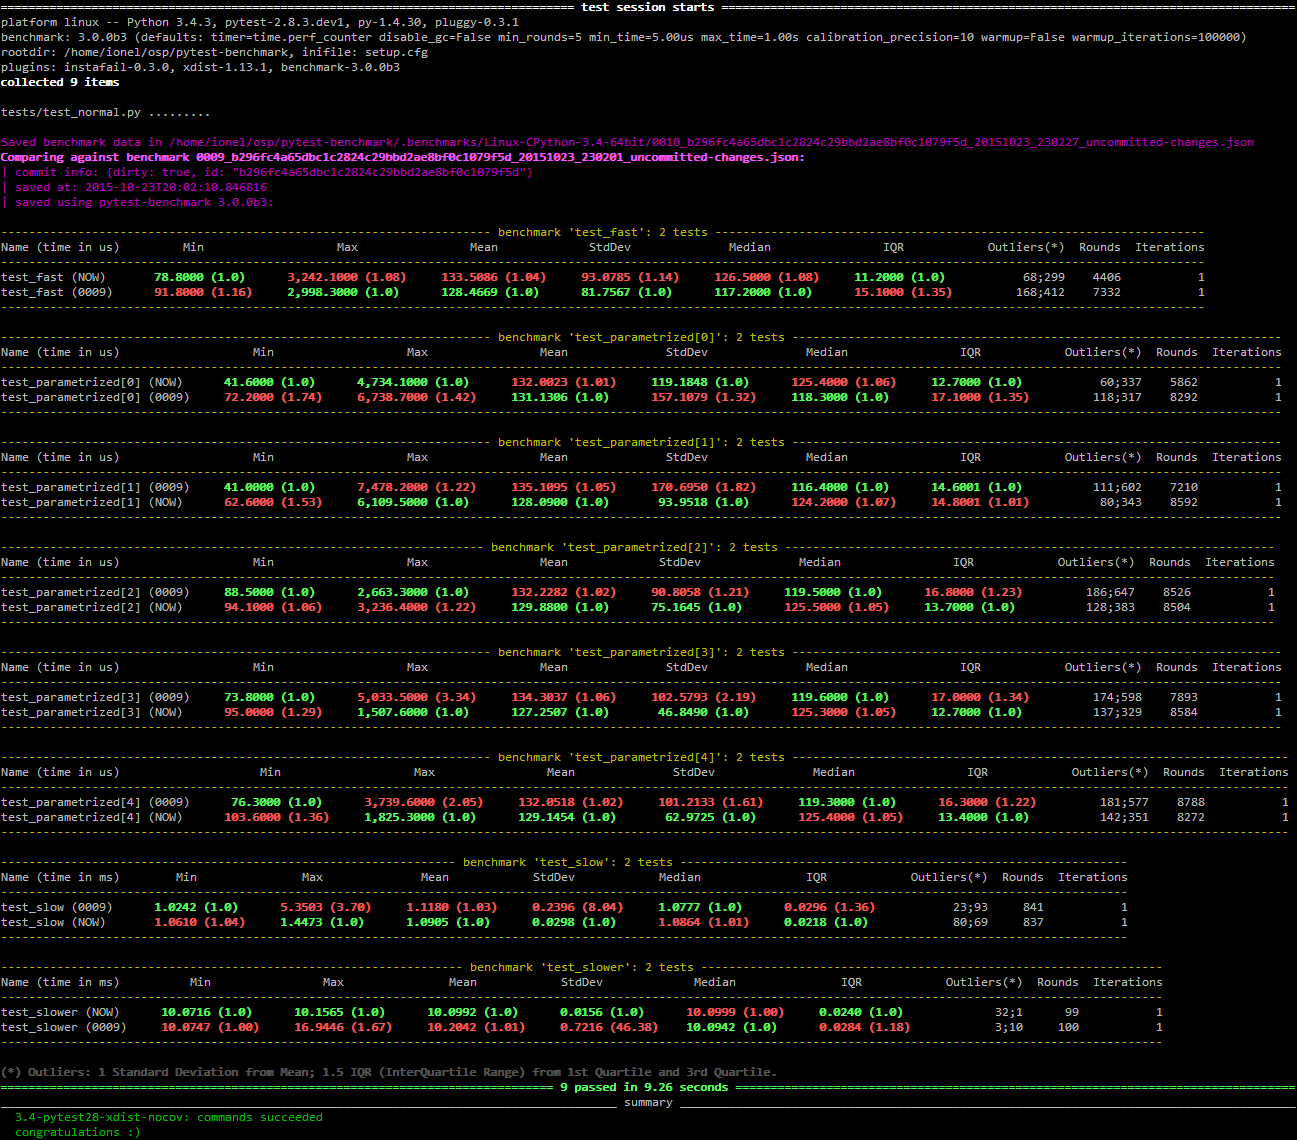 ============================= test session starts =============================
platform linux -- Python 3.4.3, pytest-2.8.3.dev1, py-1.4.30, pluggy-0.3.1
benchmark: 3.0.0b3 (defaults: timer=time.perf_counter disable_gc=False min_rounds=5 min_time=5.00us max_time=1.00s calibration_precision=10 warmup=False warmup_iterations=100000)
rootdir: /home/ionel/osp/pytest-benchmark, inifile: setup.cfg
plugins: instafail-0.3.0, xdist-1.13.1, benchmark-3.0.0b3
collected 9 items
tests/test_normal.py .........
Saved benchmark data in /home/ionel/osp/pytest-benchmark/.benchmarks/Linux-CPython-3.4-64bit/0010_b296fc4a65dbc1c2824c29bbd2ae8bf0c1079f5d_20151023_230227_uncommitted-changes.json
Comparing against benchmark 0009_b296fc4a65dbc1c2824c29bbd2ae8bf0c1079f5d_20151023_230201_uncommitted-changes.json:
| commit info: {dirty: true, id: "b296fc4a65dbc1c2824c29bbd2ae8bf0c1079f5d"}
| saved at: 2015-10-23T20:02:10.846816
| saved using pytest-benchmark 3.0.0b3:
----------------------------- benchmark 'test_fast': 2 tests -----------------------------
Name (time in us) Min Max Mean StdDev Median IQR Outliers(*) Rounds Iterations
test_fast (NOW) 78.8000 (1.0) 3,242.1000 (1.08) 133.5086 (1.04) 93.0785 (1.14) 126.5000 (1.08) 11.2000 (1.0) 68;299 4406 1
test_fast (0009) 91.8000 (1.16) 2,998.3000 (1.0) 128.4669 (1.0) 81.7567 (1.0) 117.2000 (1.0) 15.1000 (1.35) 168;412 7332 1
----------------------------- benchmark 'test_parametrized[0]': 2 tests -----------------------------
Name (time in us) Min Max Mean StdDev Median IQR Outliers(*) Rounds Iterations
test_parametrized[0] (NOW) 41.6000 (1.0) 4,734.1000 (1.0) 132.0023 (1.01) 119.1848 (1.0) 125.4000 (1.06) 12.7000 (1.0) 60;337 5862 1
test_parametrized[0] (0009) 72.2000 (1.74) 6,738.7000 (1.42) 131.1306 (1.0) 157.1079 (1.32) 118.3000 (1.0) 17.1000 (1.35) 118;317 8292 1
----------------------------- benchmark 'test_parametrized[1]': 2 tests -----------------------------
Name (time in us) Min Max Mean StdDev Median IQR Outliers(*) Rounds Iterations
test_parametrized[1] (0009) 41.0000 (1.0) 7,478.2000 (1.22) 135.1095 (1.05) 170.6950 (1.82) 116.4000 (1.0) 14.6001 (1.0) 111;602 7210 1
test_parametrized[1] (NOW) 62.6000 (1.53) 6,109.5000 (1.0) 128.0900 (1.0) 93.9518 (1.0) 124.2000 (1.07) 14.8001 (1.01) 80;343 8592 1
----------------------------- benchmark 'test_parametrized[2]': 2 tests -----------------------------
Name (time in us) Min Max Mean StdDev Median IQR Outliers(*) Rounds Iterations
test_parametrized[2] (0009) 88.5000 (1.0) 2,663.3000 (1.0) 132.2282 (1.02) 90.8058 (1.21) 119.5000 (1.0) 16.8000 (1.23) 186;647 8526 1
test_parametrized[2] (NOW) 94.1000 (1.06) 3,236.4000 (1.22) 129.8800 (1.0) 75.1645 (1.0) 125.5000 (1.05) 13.7000 (1.0) 128;383 8504 1
----------------------------- benchmark 'test_parametrized[3]': 2 tests -----------------------------
Name (time in us) Min Max Mean StdDev Median IQR Outliers(*) Rounds Iterations
test_parametrized[3] (0009) 73.8000 (1.0) 5,033.5000 (3.34) 134.3037 (1.06) 102.5793 (2.19) 119.6000 (1.0) 17.0000 (1.34) 174;598 7893 1
test_parametrized[3] (NOW) 95.0000 (1.29) 1,507.6000 (1.0) 127.2507 (1.0) 46.8490 (1.0) 125.3000 (1.05) 12.7000 (1.0) 137;329 8584 1
----------------------------- benchmark 'test_parametrized[4]': 2 tests -----------------------------
Name (time in us) Min Max Mean StdDev Median IQR Outliers(*) Rounds Iterations
test_parametrized[4] (0009) 76.3000 (1.0) 3,739.6000 (2.05) 132.0518 (1.02) 101.2133 (1.61) 119.3000 (1.0) 16.3000 (1.22) 181;577 8788 1
test_parametrized[4] (NOW) 103.6000 (1.36) 1,825.3000 (1.0) 129.1454 (1.0) 62.9725 (1.0) 125.4000 (1.05) 13.4000 (1.0) 142;351 8272 1
----------------------------- benchmark 'test_slow': 2 tests -----------------------------
Name (time in ms) Min Max Mean StdDev Median IQR Outliers(*) Rounds Iterations
test_slow (0009) 1.0242 (1.0) 5.3503 (3.70) 1.1180 (1.03) 0.2396 (8.04) 1.0777 (1.0) 0.0296 (1.36) 23;93 841 1
test_slow (NOW) 1.0610 (1.04) 1.4473 (1.0) 1.0905 (1.0) 0.0298 (1.0) 1.0864 (1.01) 0.0218 (1.0) 80;69 837 1
----------------------------- benchmark 'test_slower': 2 tests -----------------------------
Name (time in ms) Min Max Mean StdDev Median IQR Outliers(*) Rounds Iterations
test_slower (NOW) 10.0716 (1.0) 10.1565 (1.0) 10.0992 (1.0) 0.0156 (1.0) 10.0999 (1.00) 0.0240 (1.0) 32;1 99 1
test_slower (0009) 10.0747 (1.00) 16.9446 (1.67) 10.2042 (1.01) 0.7216 (46.38) 10.0942 (1.0) 0.0284 (1.18) 3;10 100 1
(*) Outliers: 1 Standard Deviation from Mean; 1.5 IQR (InterQuartile Range) from 1st Quartile and 3rd Quartile.
============================= 9 passed in 9.26 seconds =============================
_____________________________ summary _____________________________
3.4-pytest28-xdist-nocov: commands succeeded
congratulations :)